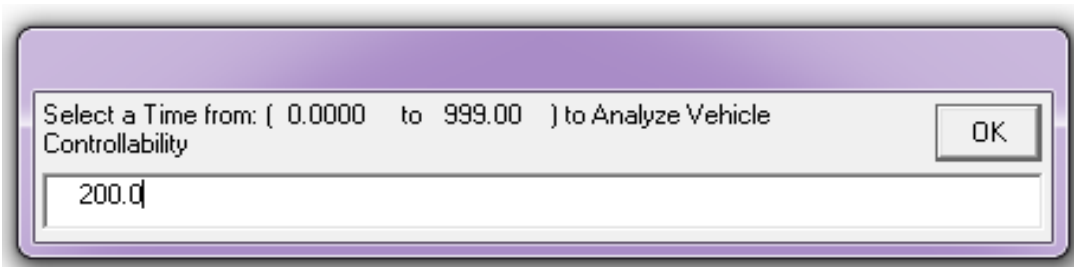 Select a Time from: ( 0.0000 to 999.00 ) to Analyze Vehicle
Controllability
OK
200.0